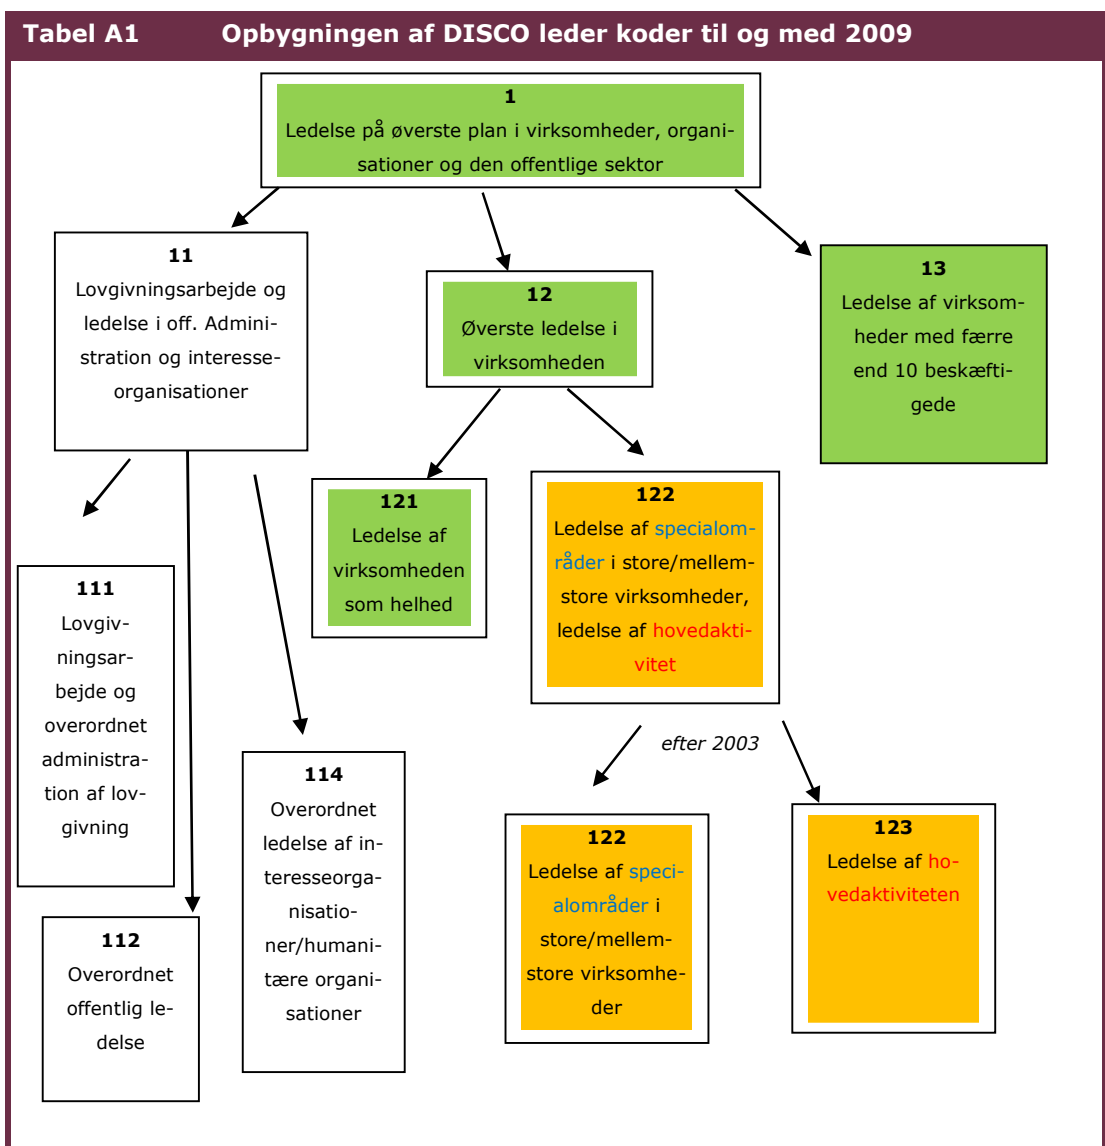 Tabel A1 Opbygningen af DISCO leder koder til og med 2009
1
Ledelse på øverste plan i virksomheder, organi-
sationer og den offentlige sektor
11
Lovgivningsarbejde og
ledelse i off. Admini-
stration og interesse-
organisationer
12
Øverste ledelse i
virksomheden
13
Ledelse af virksom-
heder med færre
end 10 beskæfti-
gede
121
Ledelse af
virksomheden
som helhed
122
Ledelse af specialom-
råder i store/mellem-
store virksomheder,
ledelse af hovedakti-
vitet
111
Lovgiv-
ningsar-
bejde og
overordnet
administra-
tion af lov-
givning
efter 2003
114
Overordnet
ledelse af in-
teresseorga-
nisatio-
ner/humani-
tære organi-
sationer
122
Ledelse af speci-
alområder i
store/mellem-
store virksomhe-
der
123
Ledelse af ho-
vedaktiviteten
112
Overordnet
offentlig le-
delse